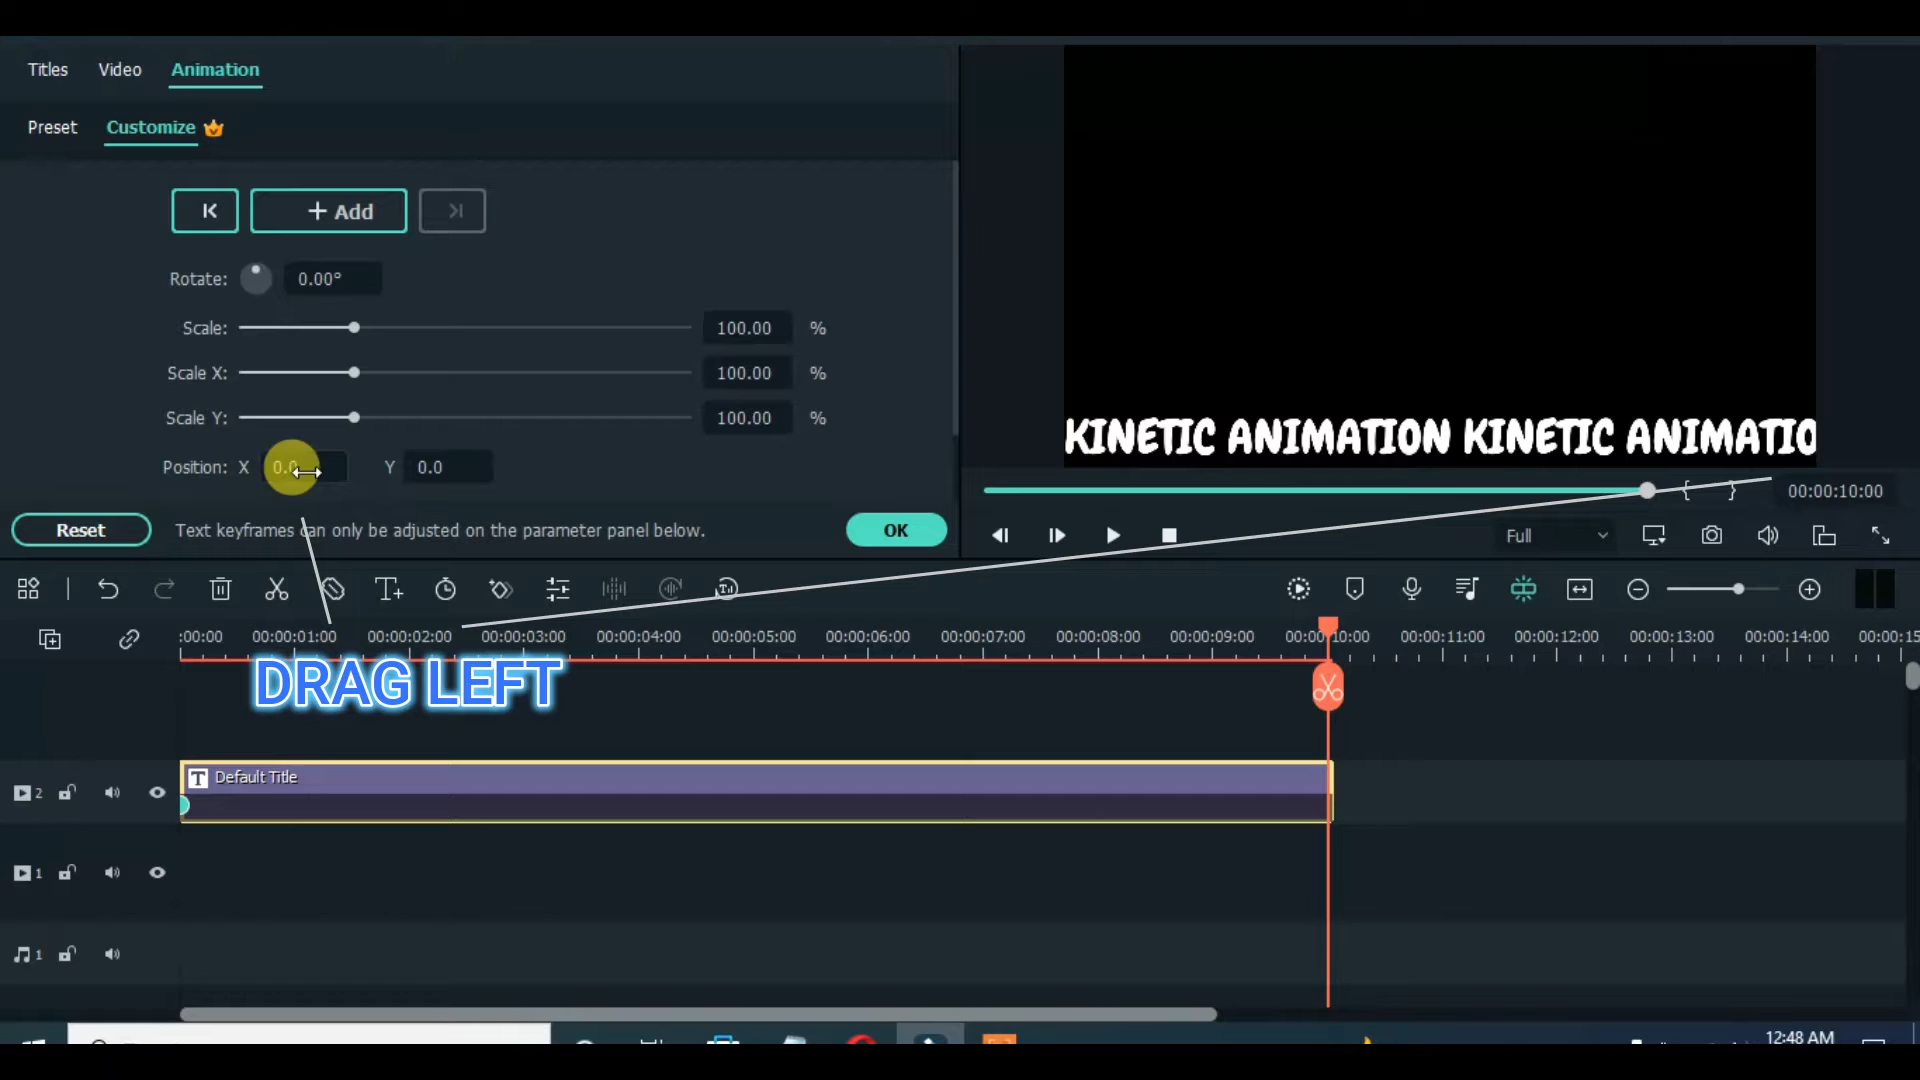 Titles Video Animation
Preset Customize
+ Add
Rotate: 0.00°
Scale: 100.00 %
Scale X: 100.00 %
Scale Y: 100.00 %
Position: X 0.0 Y 0.0
Reset Text keyframes can only be adjusted on the parameter panel below. OK
KINETIC ANIMATION KINETIC ANIMATIO
{ } 00:00:10:00
Full
:00:00 00:00:01:00 00:00:02:00 00:00:03:00 00:00:04:00 00:00:05:00 00:00:06:00 00:00:07:00 00:00:08:00 00:00:09:00 00:00:10:00 00:00:11:00 00:00:12:00 00:00:13:00 00:00:14:00 00:00:15
DRAG LEFT
T Default Title
2
1
1
12:48 AM